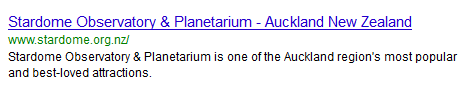 Stardome Observatory & Planetarium - Auckland New Zealand
www.stardome.org.nz/
Stardome Observatory & Planetarium is one of the Auckland region's most popular
and best-loved attractions.